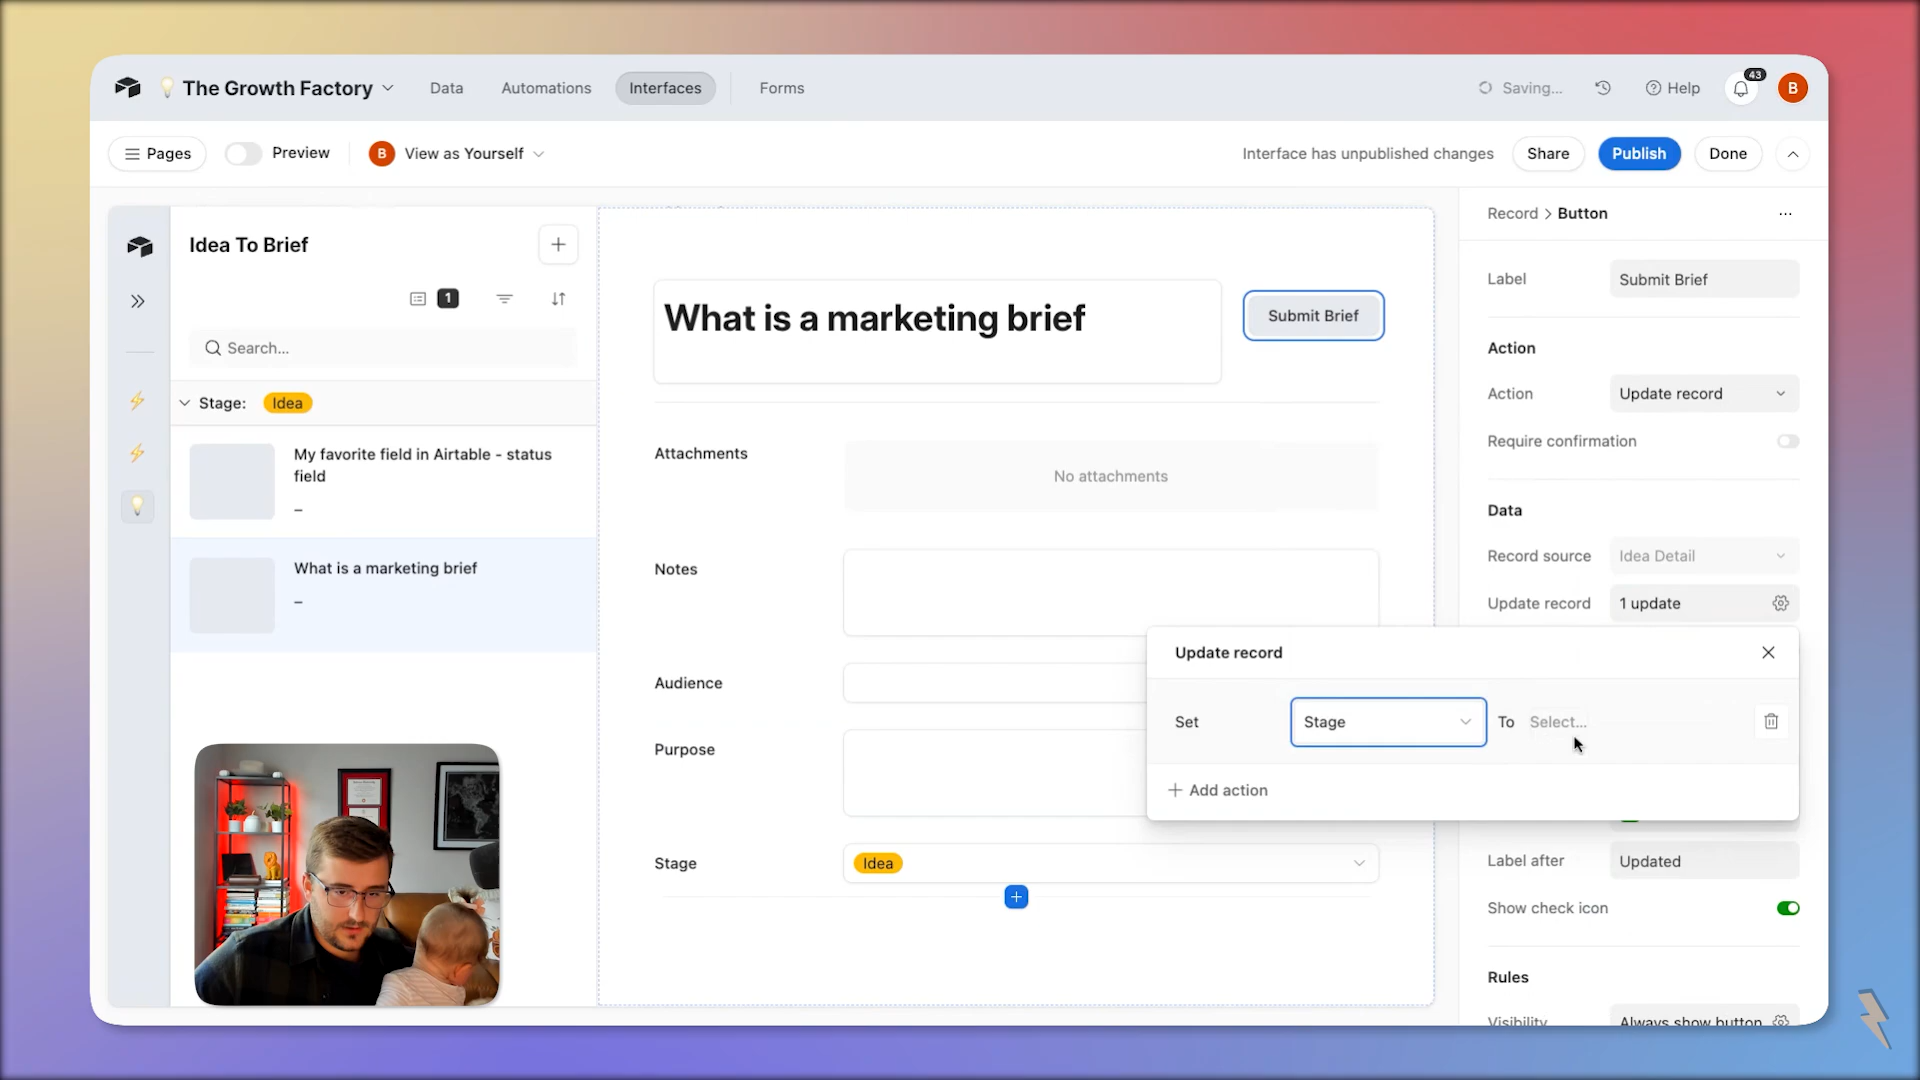 The Growth Factory
Data
Automations
Interfaces
Forms
Saving...
Help
43
B
Pages
Preview
B
View as Yourself
Interface has unpublished changes
Share
Publish
Done
Idea To Brief
1
Search...
Stage:
Idea
My favorite field in Airtable - status
field
–
What is a marketing brief
–
What is a marketing brief
Submit Brief
Attachments
No attachments
Notes
Audience
Purpose
Stage
Idea
Record > Button
Label
Submit Brief
Action
Action
Update record
Require confirmation
Data
Record source
Idea Detail
Update record
1 update
Update record
Set
Stage
To
Select...
Add action
Label after
Updated
Show check icon
Rules
Visibility
Always show button